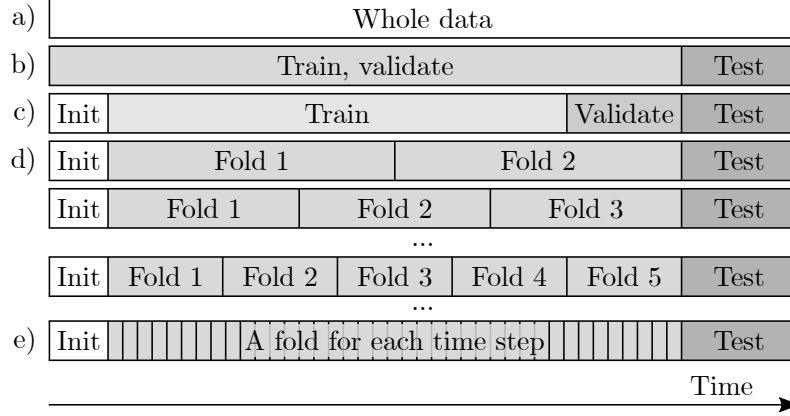 a) Whole data
b) Train, validate Test
c) Init Train Validate Test
d) Init Fold 1 Fold 2 Test
Init Fold 1 Fold 2 Fold 3 Test
...
Init Fold 1 Fold 2 Fold 3 Fold 4 Fold 5 Test
...
e) Init A fold for each time step Test
Time